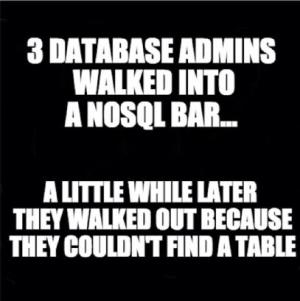 3 DATABASE ADMINS
WALKED INTO
A NOSQL BAR...
A LITTLE WHILE LATER
THEY WALKED OUT BECAUSE
THEY COULDN'T FIND A TABLE